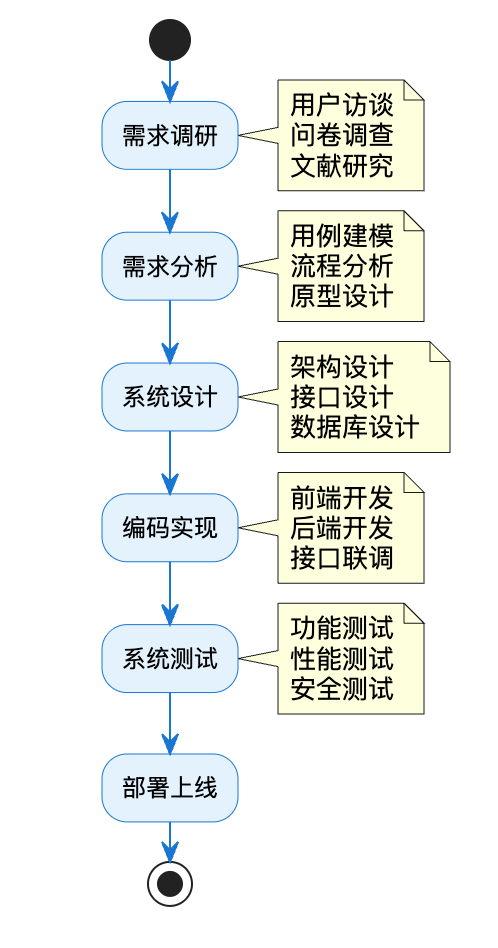 需求调研
用户访谈
问卷调查
文献研究
需求分析
用例建模
流程分析
原型设计
系统设计
架构设计
接口设计
数据库设计
编码实现
前端开发
后端开发
接口联调
系统测试
功能测试
性能测试
安全测试
部署上线